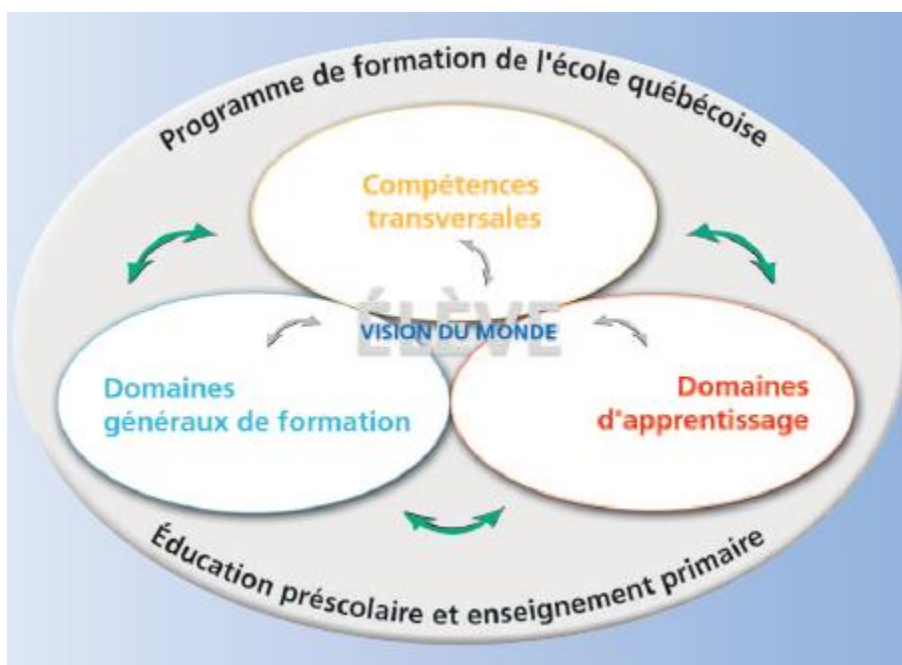 Programme de formation de l'école québécoise
Compétences
transversales
ÉLÈVE
VISION DU MONDE
Domaines
généraux de formation
Domaines
d'apprentissage
Éducation préscolaire et enseignement primaire